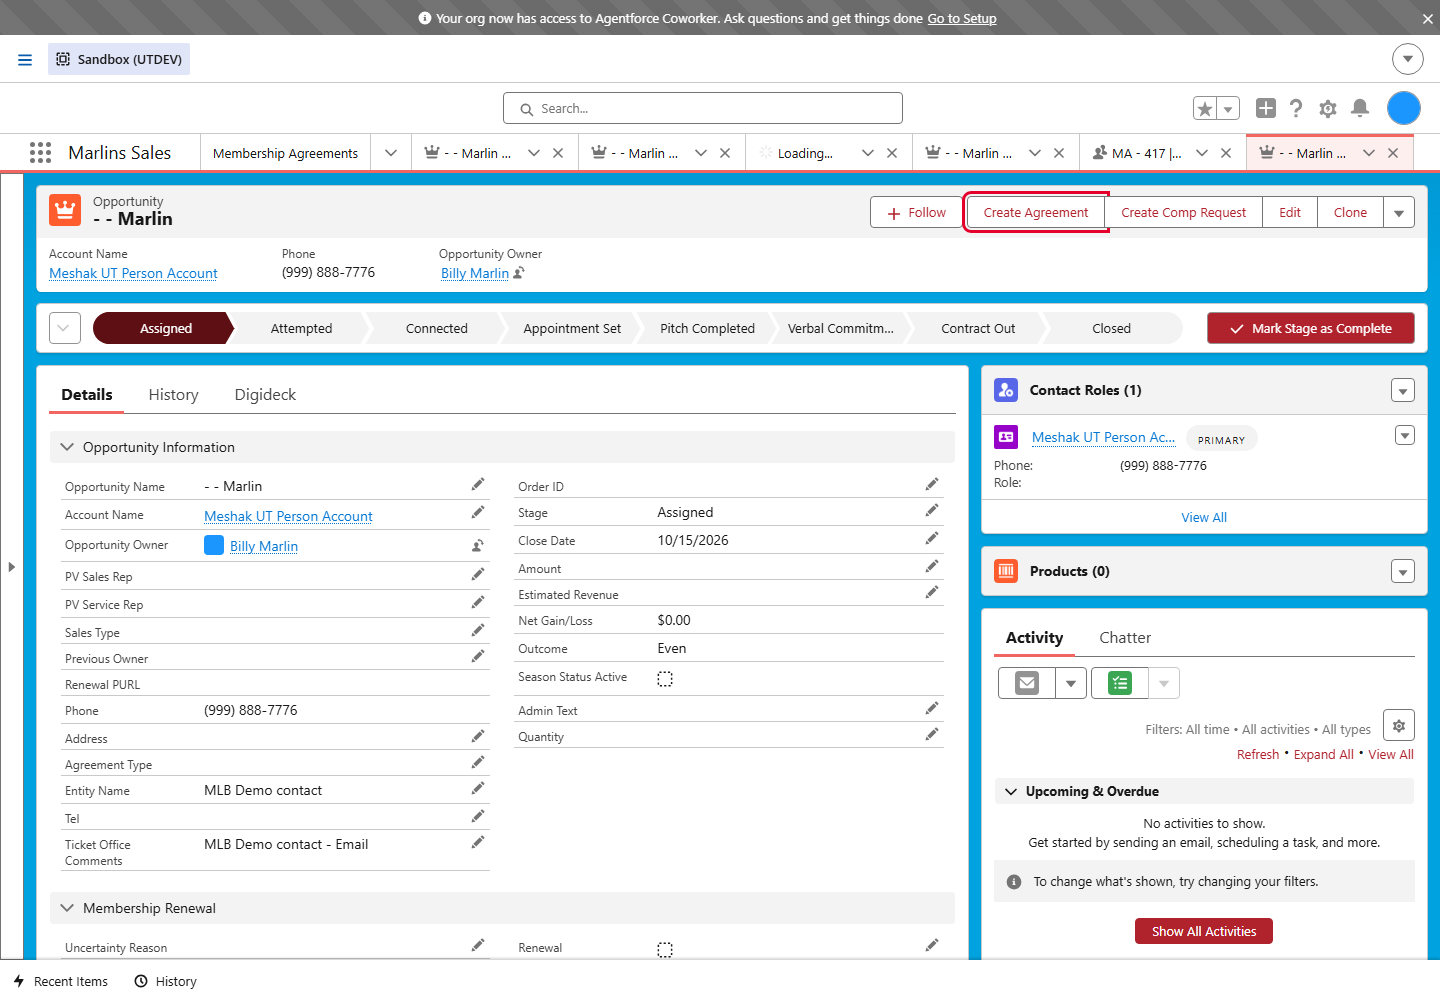 Your org now has access to Agentforce Coworker. Ask questions and get things done Go to Setup
Sandbox (UTDEV)
Search...
Marlins Sales
Membership Agreements
- - Marlin ...
- - Marlin ...
Loading...
- - Marlin ...
MA - 417 |...
- - Marlin ...
Opportunity
- - Marlin
Follow
Create Agreement
Create Comp Request
Edit
Clone
Account Name
Meshak UT Person Account
Phone
(999) 888-7776
Opportunity Owner
Billy Marlin
Assigned
Attempted
Connected
Appointment Set
Pitch Completed
Verbal Commitm...
Contract Out
Closed
Mark Stage as Complete
Details
History
Digideck
Opportunity Information
Opportunity Name
- - Marlin
Account Name
Meshak UT Person Account
Opportunity Owner
Billy Marlin
PV Sales Rep
PV Service Rep
Sales Type
Previous Owner
Renewal PURL
Phone
(999) 888-7776
Address
Agreement Type
Entity Name
MLB Demo contact
Tel
Ticket Office
Comments
MLB Demo contact - Email
Order ID
Stage
Assigned
Close Date
10/15/2026
Amount
Estimated Revenue
Net Gain/Loss
$0.00
Outcome
Even
Season Status Active
Admin Text
Quantity
Membership Renewal
Uncertainty Reason
Renewal
Contact Roles (1)
Meshak UT Person Ac...
PRIMARY
Phone:
(999) 888-7776
Role:
View All
Products (0)
Activity
Chatter
Filters: All time • All activities • All types
Refresh • Expand All • View All
Upcoming & Overdue
No activities to show.
Get started by sending an email, scheduling a task, and more.
To change what's shown, try changing your filters.
Show All Activities
Recent Items
History